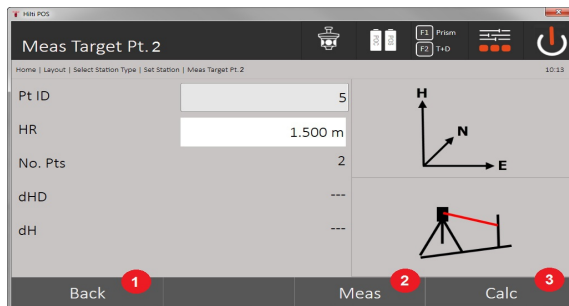 Hilti POS
Meas Target Pt. 2
PDC
POS
F1 Prism
F2 T+D
Home | Layout | Select Station Type | Set Station | Meas Target Pt. 2
10:13
Pt ID
5
HR
1.500 m
No. Pts
2
dHD
---
dH
---
H
N
E
Back
1
Meas
2
Calc
3